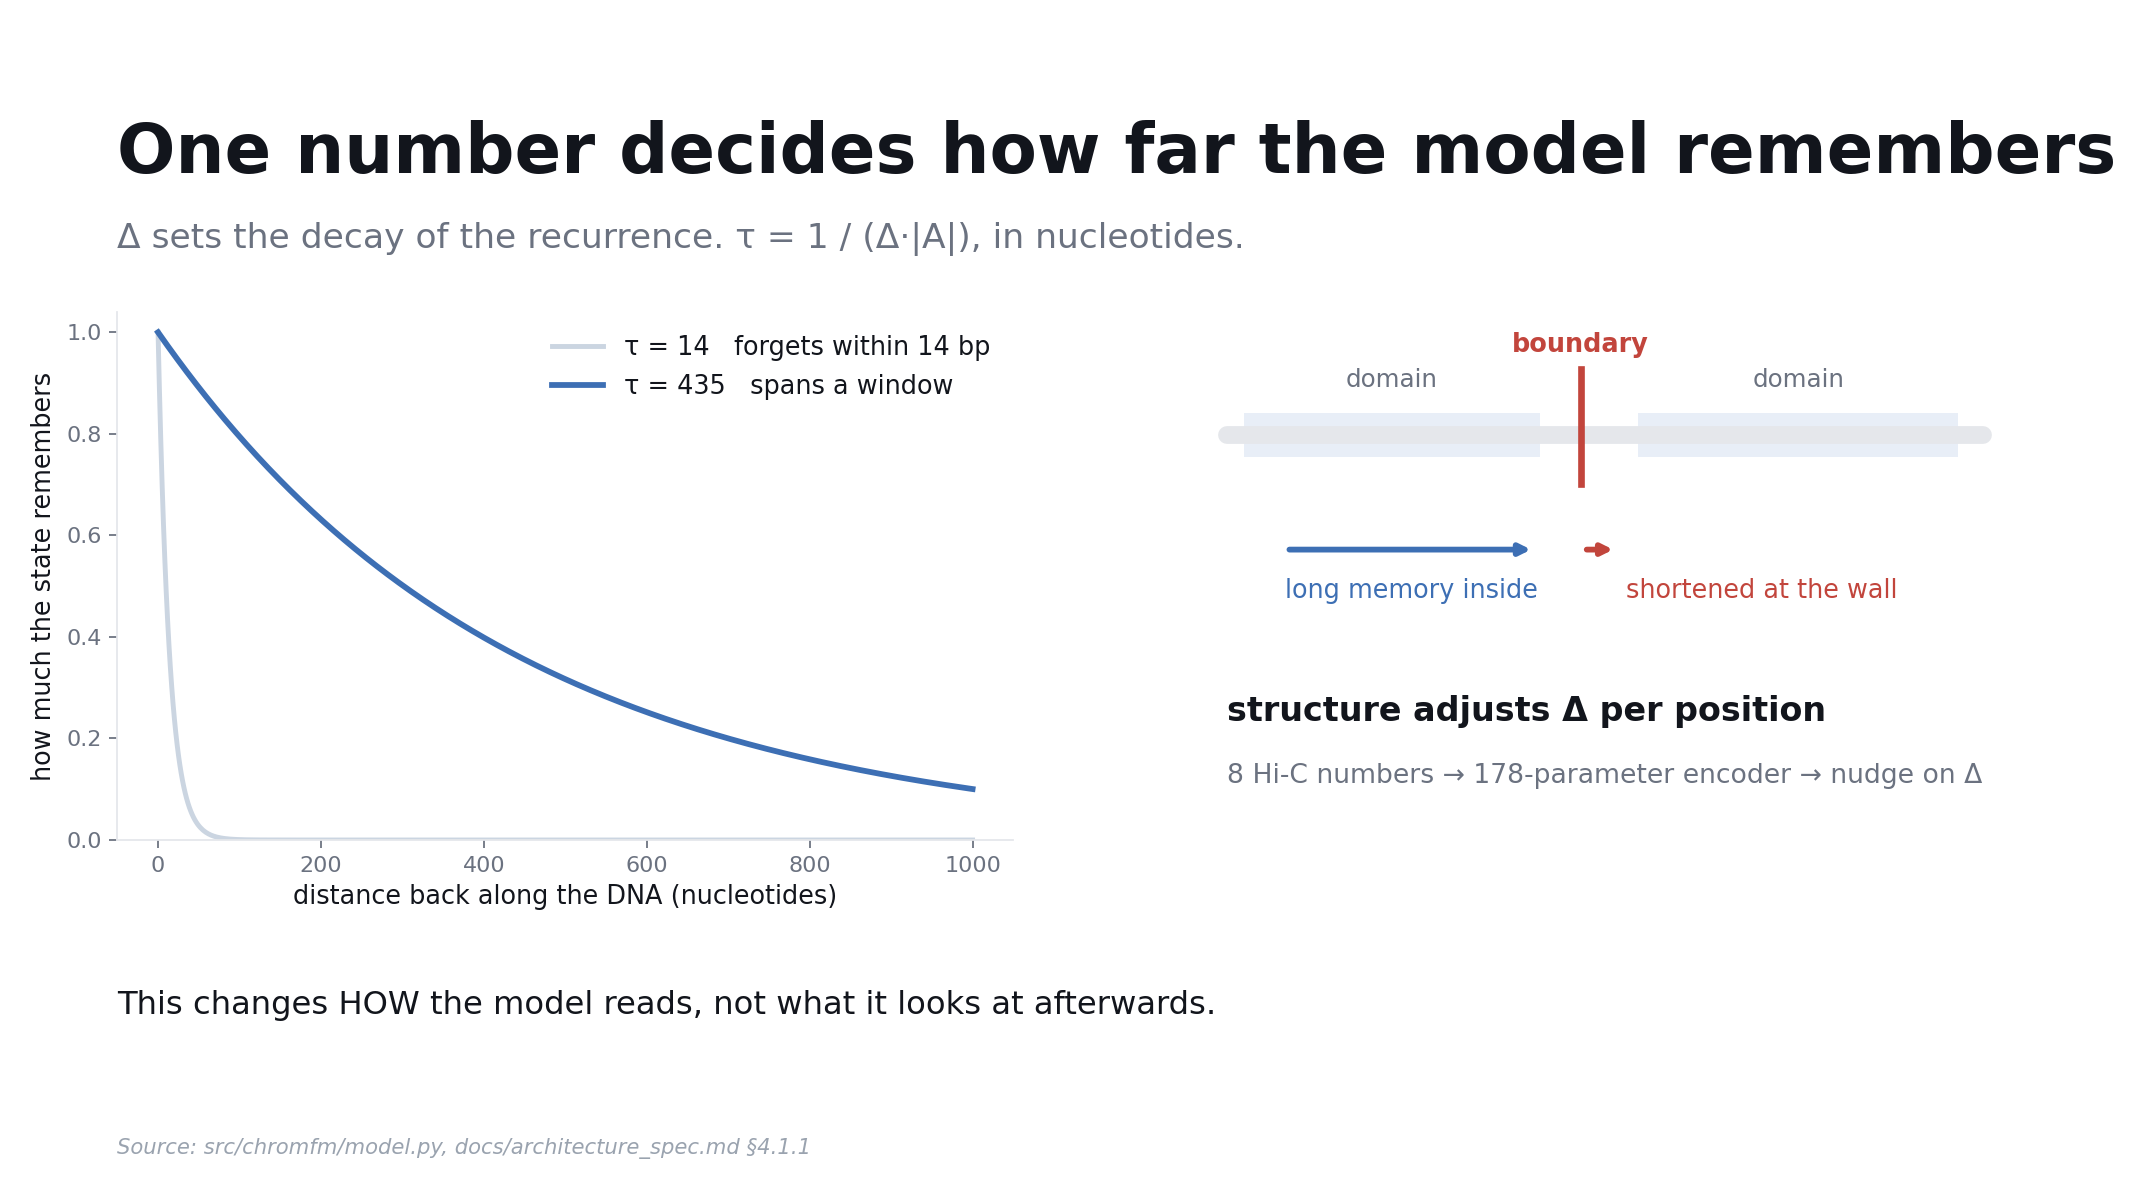 One number decides how far the model remembers
Δ sets the decay of the recurrence. τ = 1 / (Δ·|A|), in nucleotides.
how much the state remembers
1.0
0.8
0.6
0.4
0.2
0.0
τ = 14   forgets within 14 bp
τ = 435   spans a window
0 200 400 600 800 1000
distance back along the DNA (nucleotides)
boundary
domain domain
long memory inside shortened at the wall
structure adjusts Δ per position
8 Hi-C numbers → 178-parameter encoder → nudge on Δ
This changes HOW the model reads, not what it looks at afterwards.
Source: src/chromfm/model.py, docs/architecture_spec.md §4.1.1